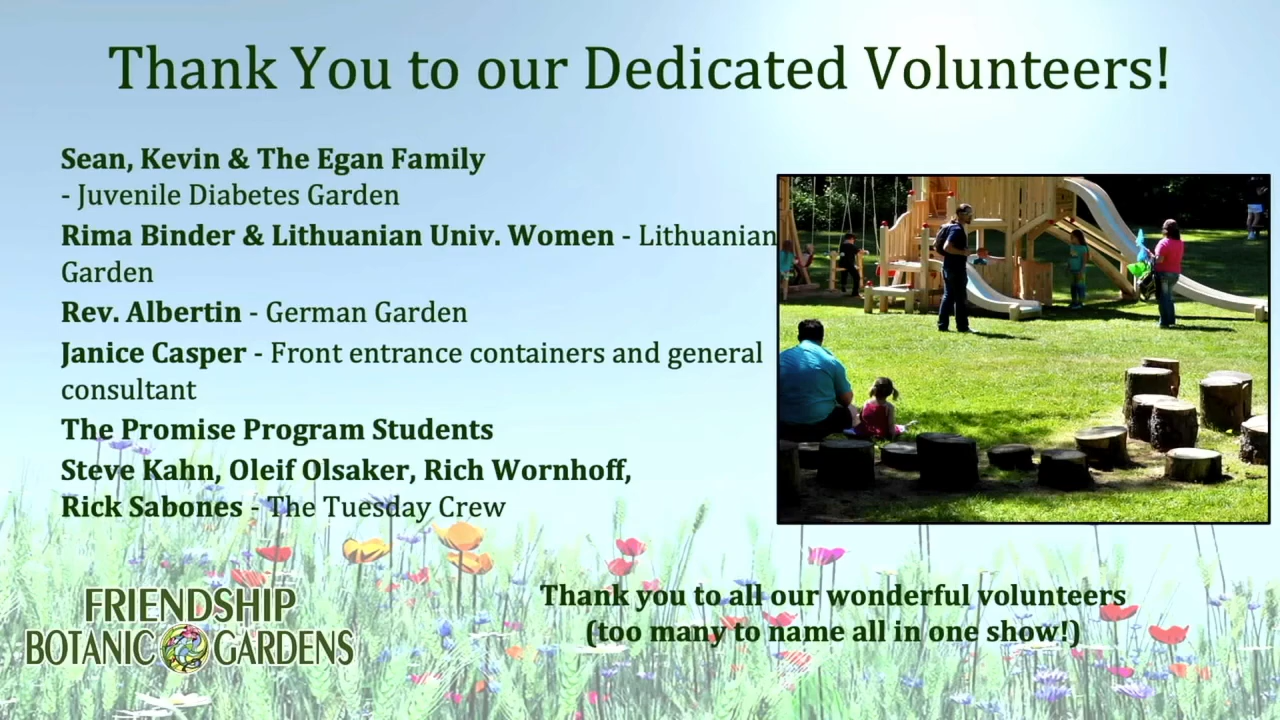 Thank You to our Dedicated Volunteers!
Sean, Kevin & The Egan Family
- Juvenile Diabetes Garden
Rima Binder & Lithuanian Univ. Women - Lithuanian
Garden
Rev. Albertin - German Garden
Janice Casper - Front entrance containers and general
consultant
The Promise Program Students
Steve Kahn, Oleif Olsaker, Rich Wornhoff,
Rick Sabones - The Tuesday Crew
FRIENDSHIP
BOTANIC GARDENS
Thank you to all our wonderful volunteers
(too many to name all in one show!)